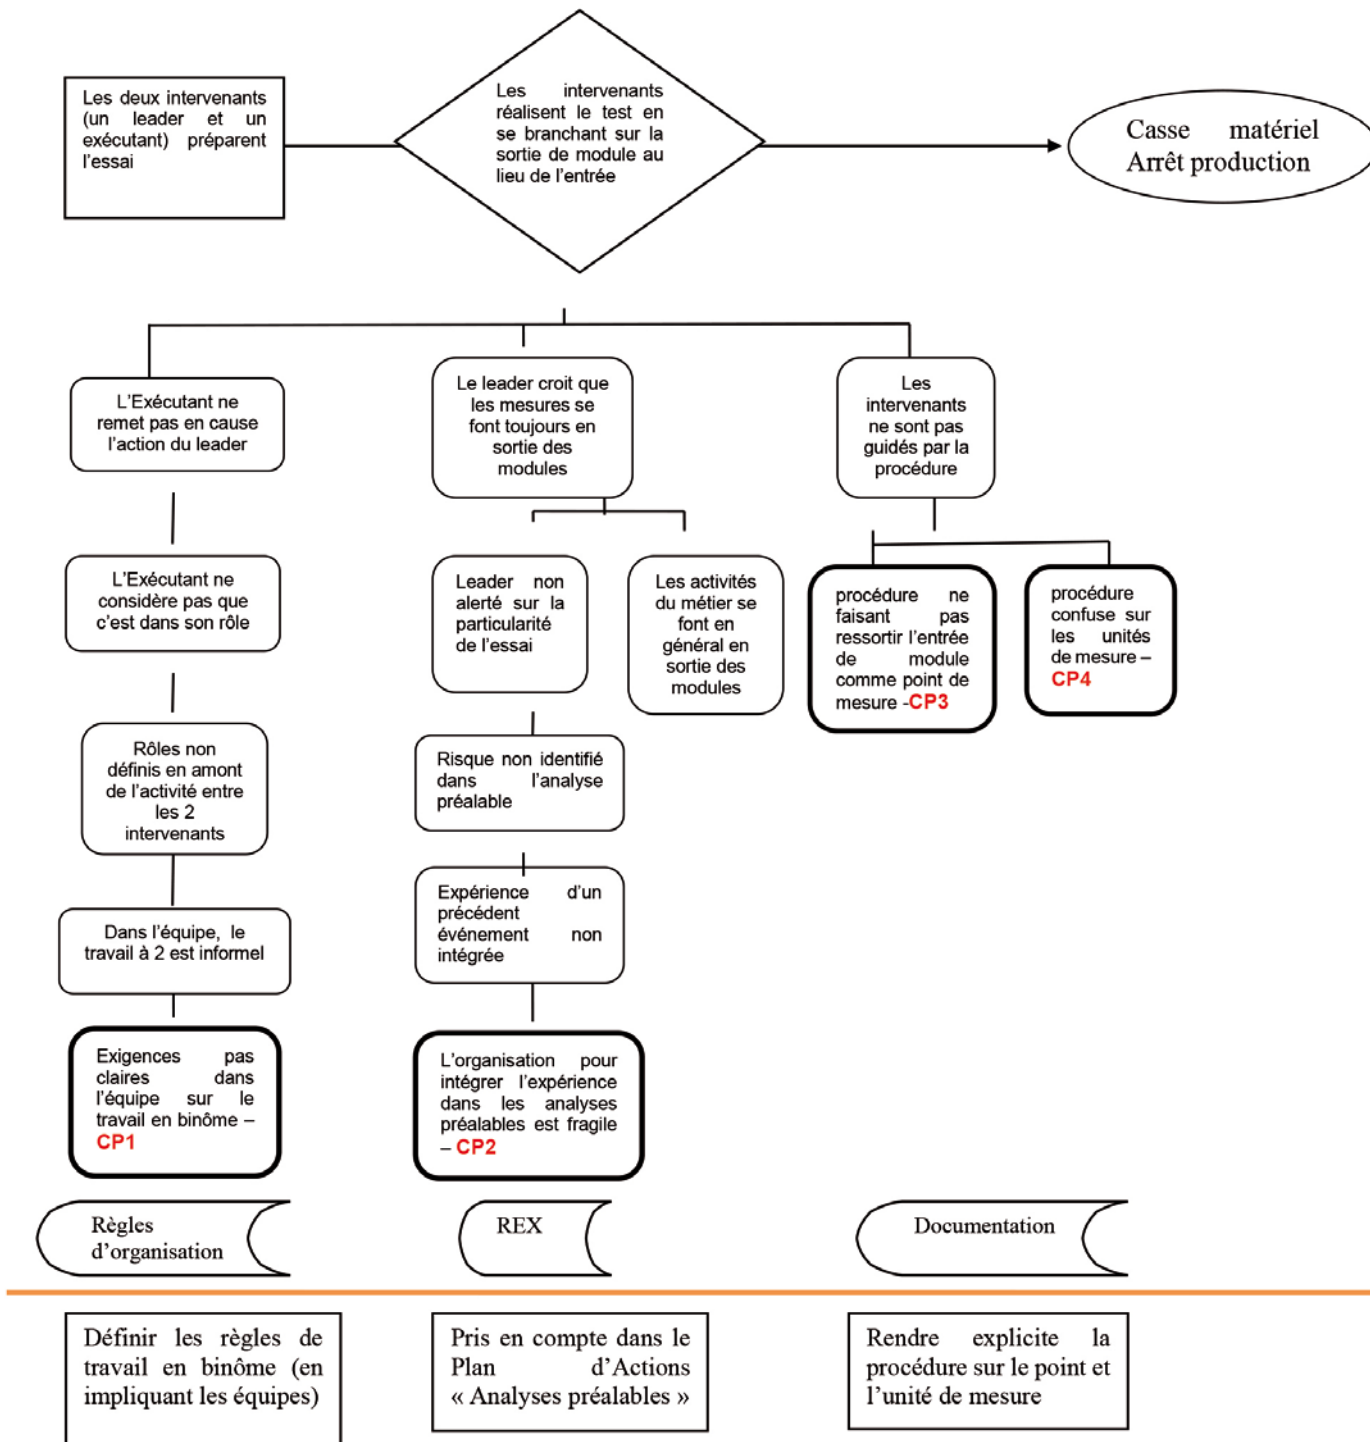 Les deux intervenants
(un leader et un
exécutant) préparent
l'essai
Les intervenants
réalisent le test en
se branchant sur la
sortie de module au
lieu de l'entrée
Casse matériel
Arrêt production
L'Exécutant ne
remet pas en cause
l'action du leader
Le leader croit que
les mesures se
font toujours en
sortie des
modules
Les
intervenants
ne sont pas
guidés par la
procédure
L'Exécutant ne
considère pas que
c'est dans son rôle
Leader non
alerté sur la
particularité
de l'essai
Les activités
du métier se
font en
général en
sortie des
modules
procédure ne
faisant pas
ressortir l'entrée
de module
comme point de
mesure -CP3
procédure
confuse sur
les unités
de mesure –
CP4
Rôles non
définis en amont
de l'activité entre
les 2
intervenants
Risque non identifié
dans l'analyse
préalable
Dans l'équipe, le
travail à 2 est informel
Expérience d'un
précédent
événement non
intégrée
Exigences pas
claires dans
l'équipe sur le
travail en binôme –
CP1
L'organisation pour
intégrer l'expérience
dans les analyses
préalables est fragile
– CP2
Règles
d'organisation
REX
Documentation
Définir les règles de
travail en binôme (en
impliquant les équipes)
Pris en compte dans le
Plan d'Actions
« Analyses préalables »
Rendre explicite la
procédure sur le point et
l'unité de mesure